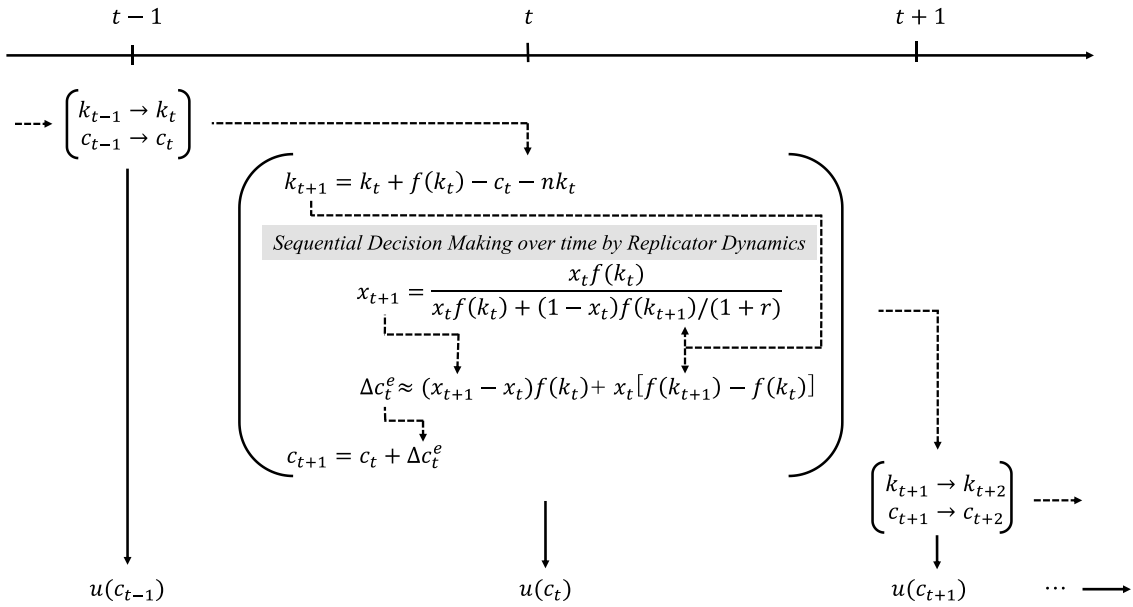 t − 1
t
t + 1
k_{t−1} → k_t
c_{t−1} → c_t
k_{t+1} = k_t + f(k_t) − c_t − nk_t
Sequential Decision Making over time by Replicator Dynamics
x_{t+1} = \frac{x_t f(k_t)}{x_t f(k_t) + (1 − x_t)f(k_{t+1})/(1 + r)}
Δc_t^e ≈ (x_{t+1} − x_t)f(k_t) + x_t[f(k_{t+1}) − f(k_t)]
c_{t+1} = c_t + Δc_t^e
k_{t+1} → k_{t+2}
c_{t+1} → c_{t+2}
u(c_{t−1})
u(c_t)
u(c_{t+1})
⋯